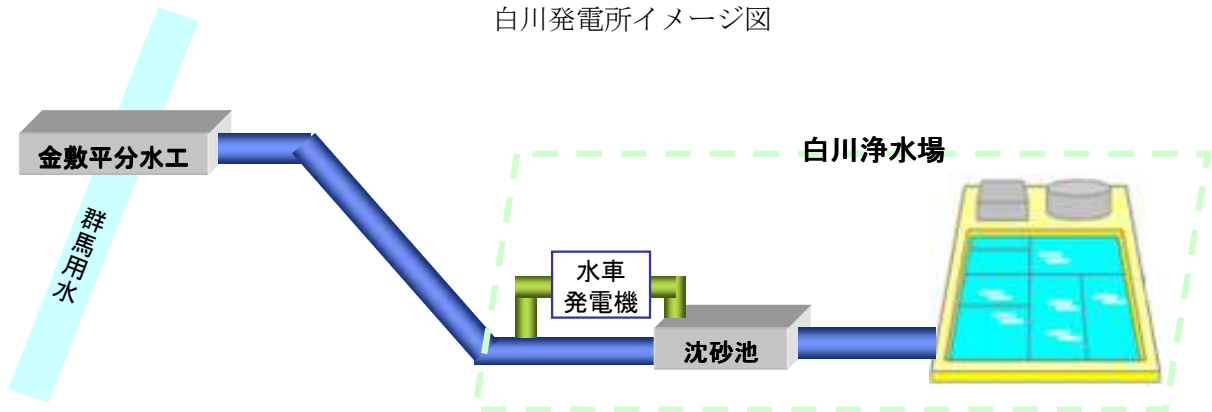 白川発電所イメージ図
金敷平分水工
群馬用水
白川浄水場
水車
発電機
沈砂池